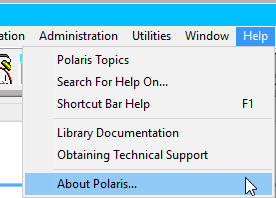 ation Administration Utilities Window Help
Polaris Topics
Search For Help On...
Shortcut Bar Help F1
Library Documentation
Obtaining Technical Support
About Polaris...